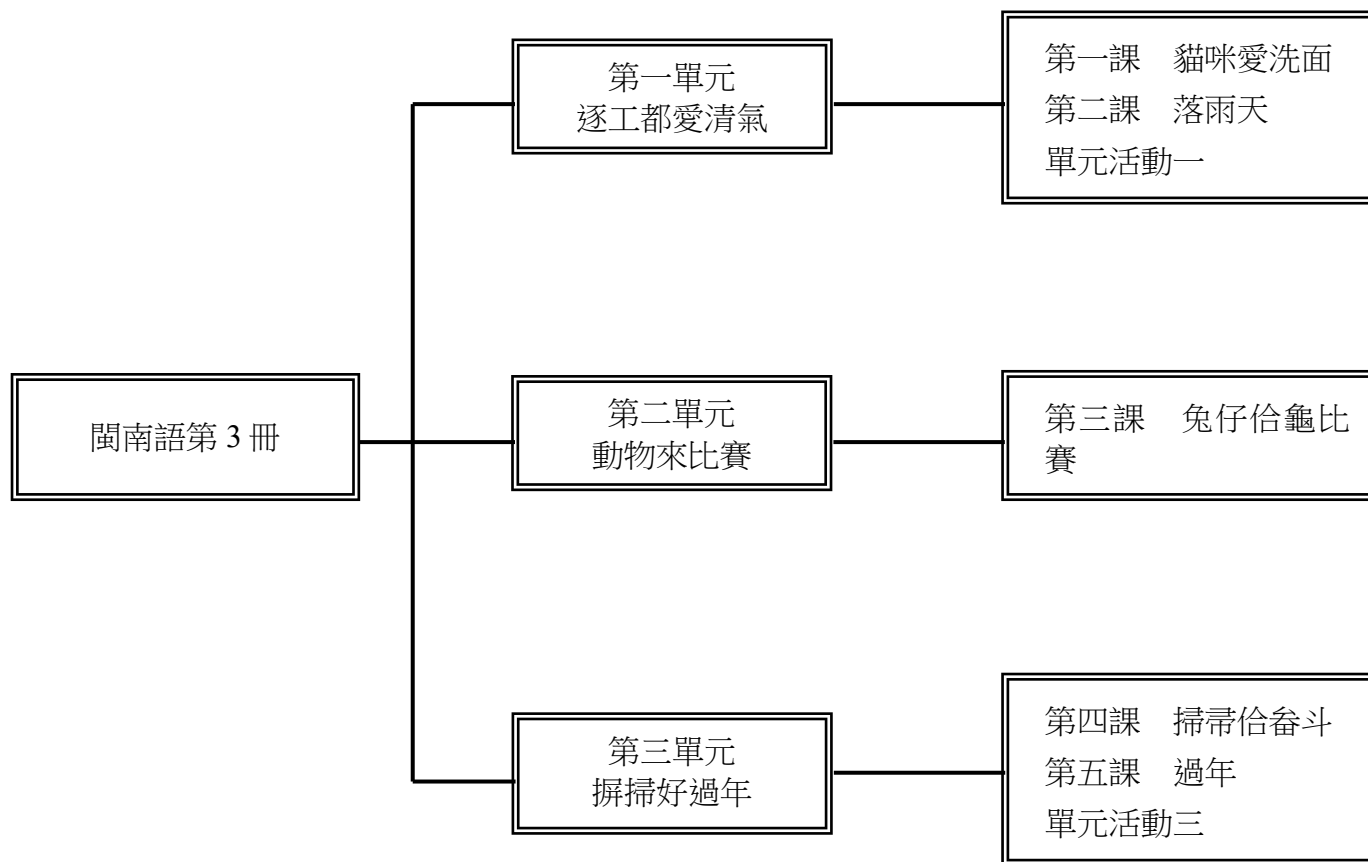 第一單元
逐工都愛清氣
第一課　貓咪愛洗面
第二課　落雨天
單元活動一
閩南語第 3 冊
第二單元
動物來比賽
第三課　兔仔佮龜比
賽
第三單元
摒掃好過年
第四課　掃帚佮畚斗
第五課　過年
單元活動三